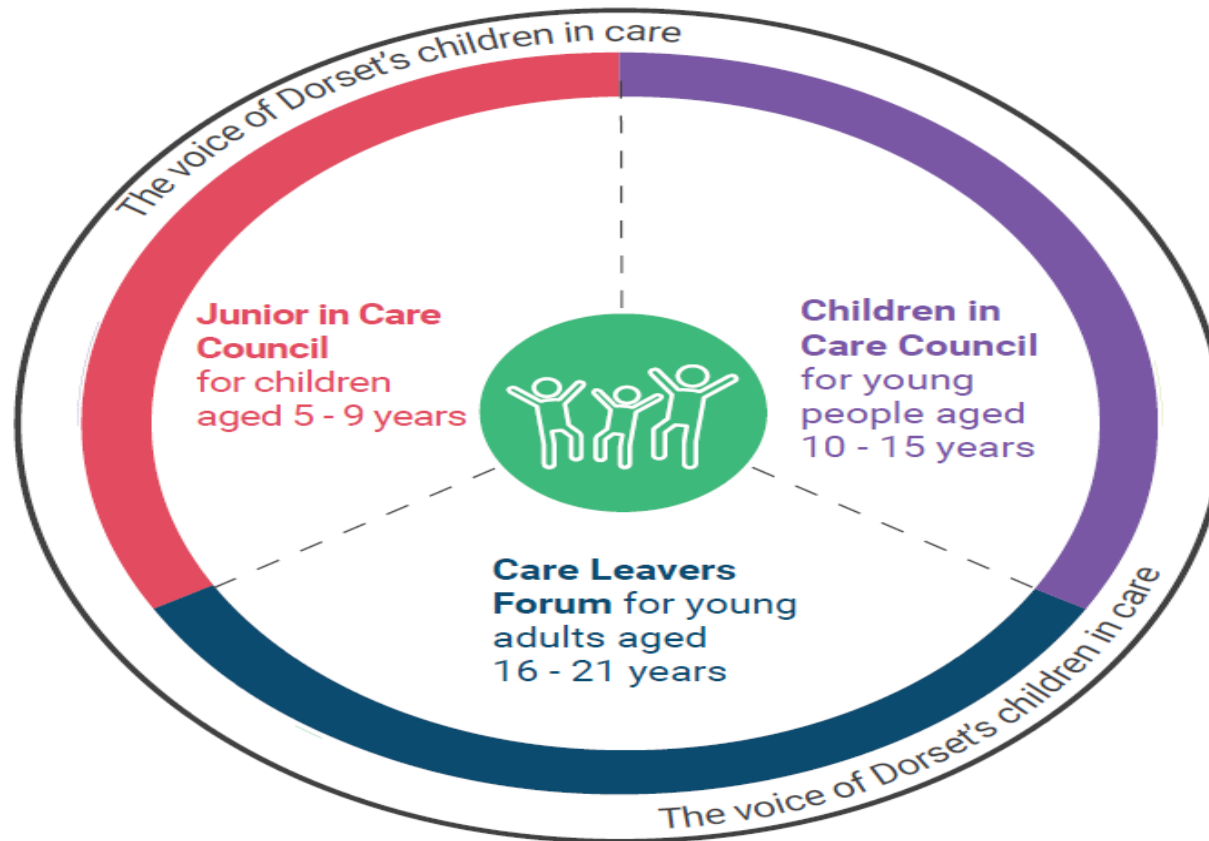 The voice of Dorset's children in care
Junior in Care
Council
for children
aged 5 - 9 years
Children in
Care Council
for young
people aged
10 - 15 years
Care Leavers
Forum for young
adults aged
16 - 21 years
The voice of Dorset's children in care